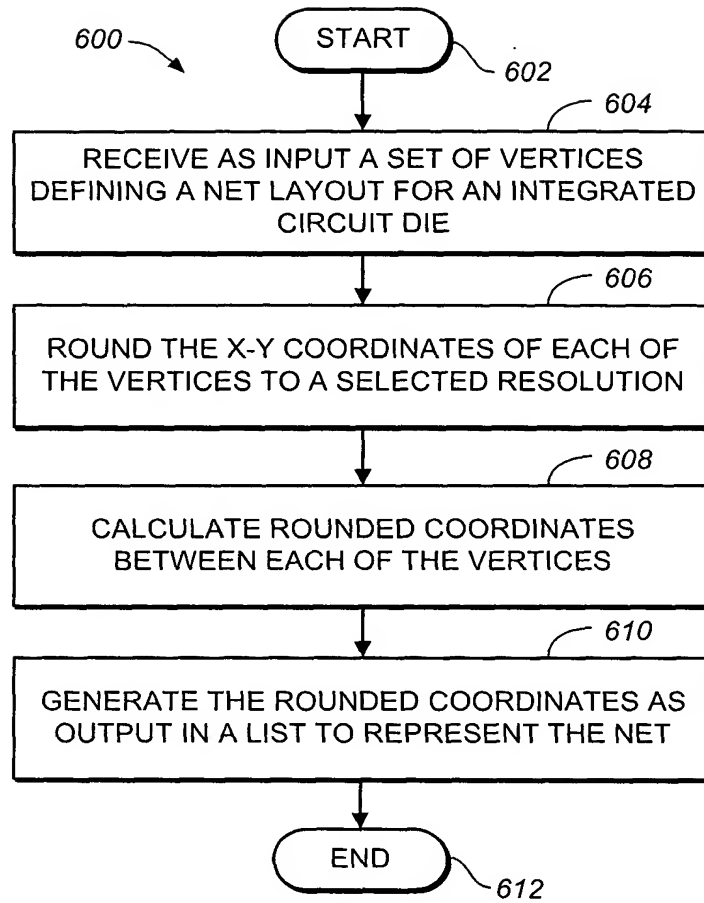 600
START
602
604
RECEIVE AS INPUT A SET OF VERTICES
DEFINING A NET LAYOUT FOR AN INTEGRATED
CIRCUIT DIE
606
ROUND THE X-Y COORDINATES OF EACH OF
THE VERTICES TO A SELECTED RESOLUTION
608
CALCULATE ROUNDED COORDINATES
BETWEEN EACH OF THE VERTICES
610
GENERATE THE ROUNDED COORDINATES AS
OUTPUT IN A LIST TO REPRESENT THE NET
END
612